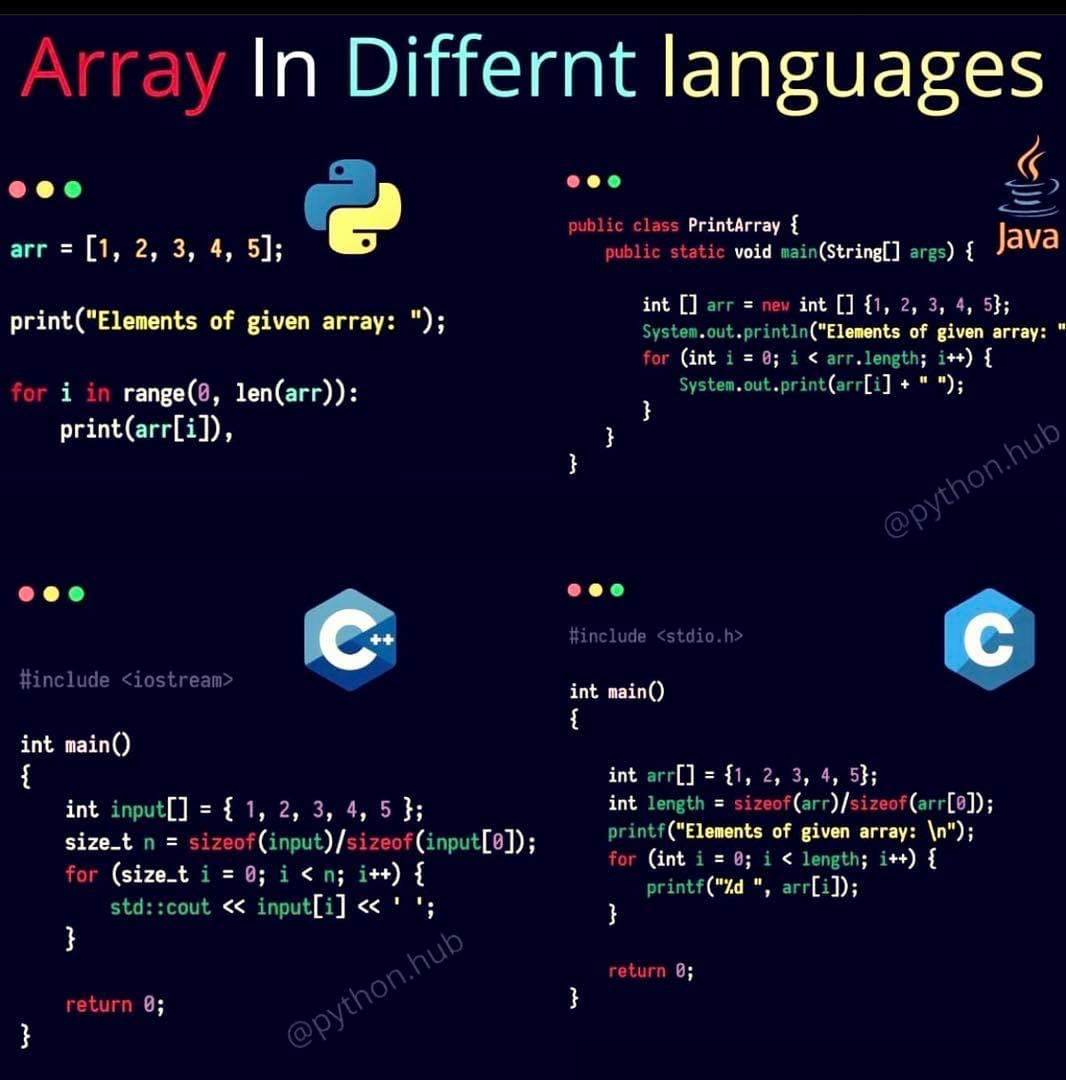 Array In Differnt languages
arr = [1, 2, 3, 4, 5];
print("Elements of given array: ");
for i in range(0, len(arr)):
    print(arr[i]),
Java
public class PrintArray {
    public static void main(String[] args) {
        int [] arr = new int [] {1, 2, 3, 4, 5};
        System.out.println("Elements of given array: "
        for (int i = 0; i < arr.length; i++) {
            System.out.print(arr[i] + " ");
        }
    }
}
@python.hub
C++
#include <iostream>
int main()
{
    int input[] = { 1, 2, 3, 4, 5 };
    size_t n = sizeof(input)/sizeof(input[0]);
    for (size_t i = 0; i < n; i++) {
        std::cout << input[i] << ' ';
    }
    return 0;
}
@python.hub
C
#include <stdio.h>
int main()
{
    int arr[] = {1, 2, 3, 4, 5};
    int length = sizeof(arr)/sizeof(arr[0]);
    printf("Elements of given array: \n");
    for (int i = 0; i < length; i++) {
        printf("%d ", arr[i]);
    }
    return 0;
}